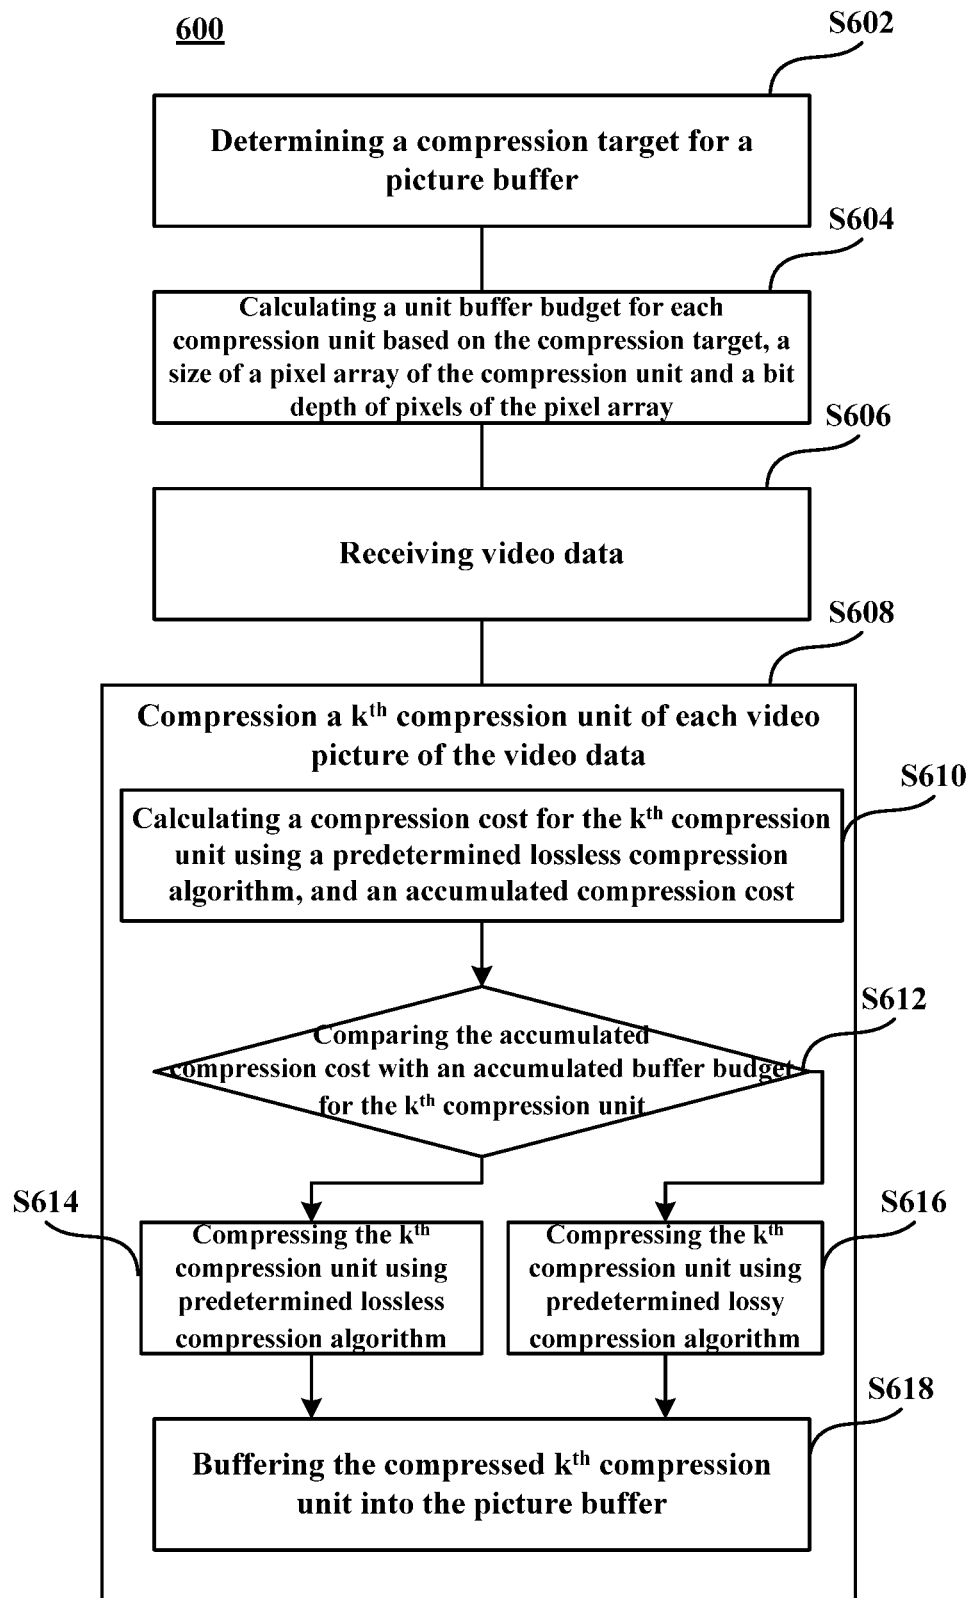 600
S602
Determining a compression target for a
picture buffer
S604
Calculating a unit buffer budget for each
compression unit based on the compression target, a
size of a pixel array of the compression unit and a bit
depth of pixels of the pixel array
S606
Receiving video data
S608
Compression a kth compression unit of each video
picture of the video data
S610
Calculating a compression cost for the kth compression
unit using a predetermined lossless compression
algorithm, and an accumulated compression cost
S612
Comparing the accumulated
compression cost with an accumulated buffer budget
for the kth compression unit
S614
Compressing the kth
compression unit using
predetermined lossless
compression algorithm
S616
Compressing the kth
compression unit using
predetermined lossy
compression algorithm
S618
Buffering the compressed kth compression
unit into the picture buffer